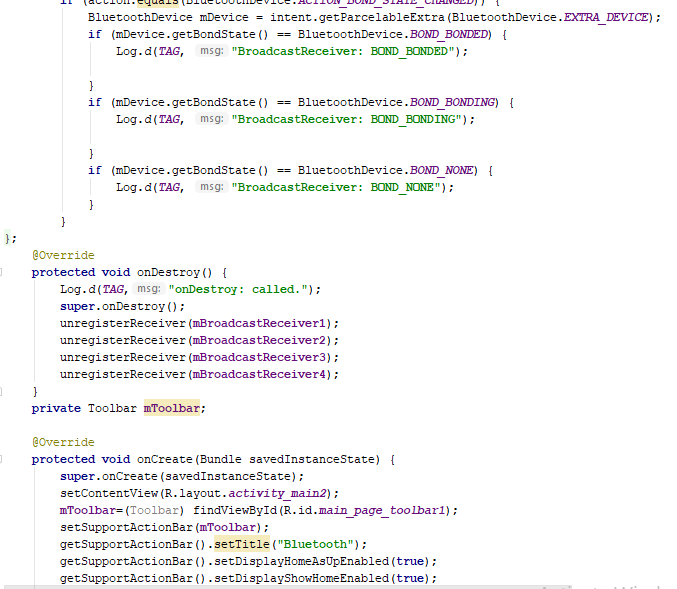 if (action.equals(BluetoothDevice.ACTION_BOND_STATE_CHANGED)) {
BluetoothDevice mDevice = intent.getParcelableExtra(BluetoothDevice.EXTRA_DEVICE);
if (mDevice.getBondState() == BluetoothDevice.BOND_BONDED) {
Log.d(TAG, msg: "BroadcastReceiver: BOND_BONDED");
}
if (mDevice.getBondState() == BluetoothDevice.BOND_BONDING) {
Log.d(TAG, msg: "BroadcastReceiver: BOND_BONDING");
}
if (mDevice.getBondState() == BluetoothDevice.BOND_NONE) {
Log.d(TAG, msg: "BroadcastReceiver: BOND_NONE");
}
}
};
@Override
protected void onDestroy() {
Log.d(TAG, msg: "onDestroy: called.");
super.onDestroy();
unregisterReceiver(mBroadcastReceiver1);
unregisterReceiver(mBroadcastReceiver2);
unregisterReceiver(mBroadcastReceiver3);
unregisterReceiver(mBroadcastReceiver4);
}
private Toolbar mToolbar;
@Override
protected void onCreate(Bundle savedInstanceState) {
super.onCreate(savedInstanceState);
setContentView(R.layout.activity_main2);
mToolbar=(Toolbar) findViewById(R.id.main_page_toolbar1);
setSupportActionBar(mToolbar);
getSupportActionBar().setTitle("Bluetooth");
getSupportActionBar().setDisplayHomeAsUpEnabled(true);
getSupportActionBar().setDisplayShowHomeEnabled(true);